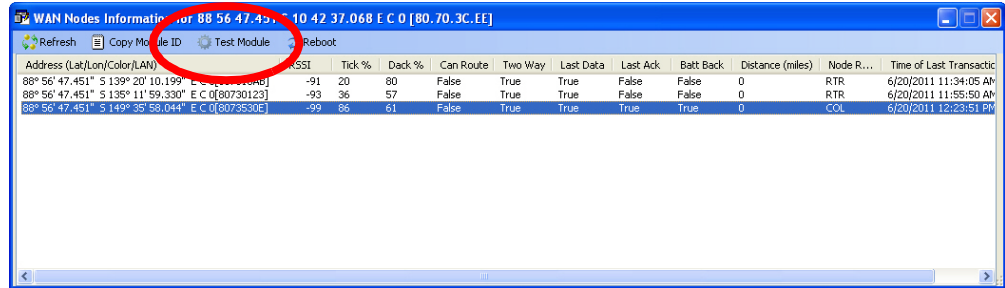 WAN Nodes Information for 88 56 47.451 S 10 42 37.068 E C 0 [80.70.3C.EE]
Refresh Copy Module ID Test Module Reboot
Address (Lat/Lon/Color/LAN) RSSI Tick % Dack % Can Route Two Way Last Data Last Ack Batt Back Distance (miles) Node R... Time of Last Transactic
88° 56' 47.451" S 139° 20' 10.199" E C -91 20 80 False True True False False 0 RTR 6/20/2011 11:34:05 AM
88° 56' 47.451" S 135° 11' 59.330" E C 0[80730123] -93 36 57 False True True False False 0 RTR 6/20/2011 11:55:50 AM
88° 56' 47.451" S 149° 35' 58.044" E C 0[8073530E] -99 86 61 False True True True True 0 COL 6/20/2011 12:23:51 PM